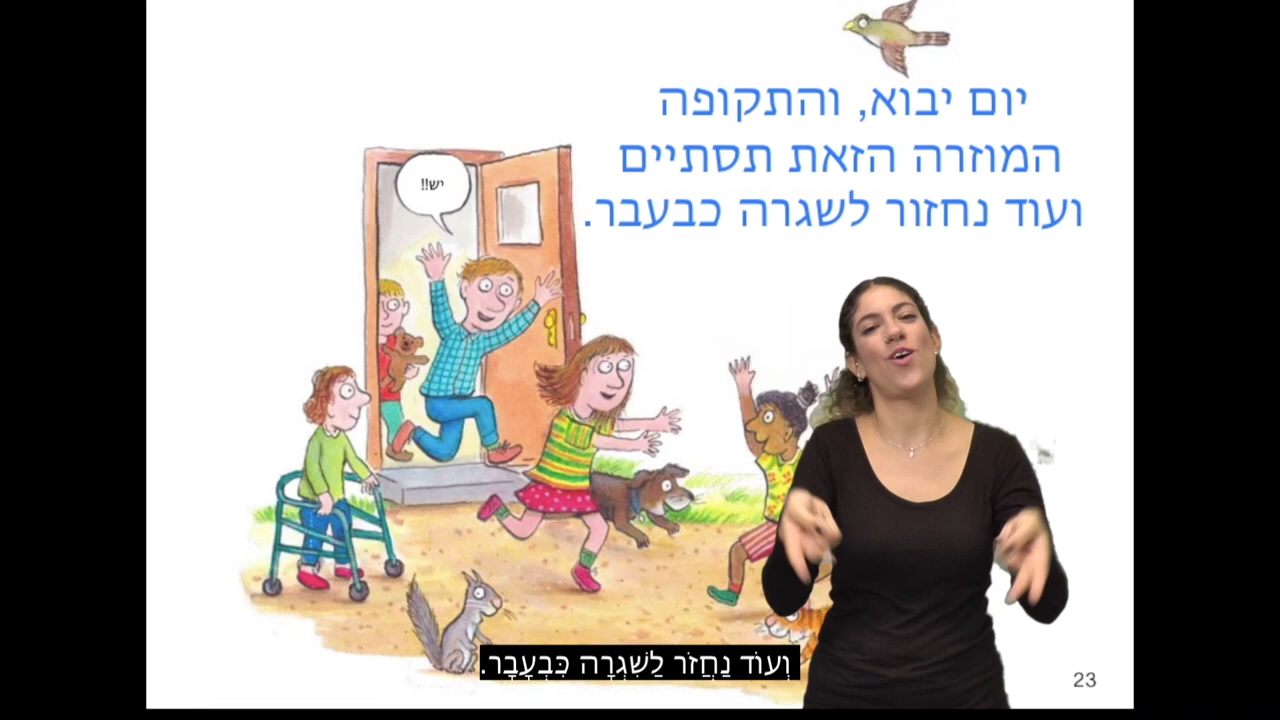 יום יבוא, והתקופה
המוזרה הזאת תסתיים
ועוד נחזור לשגרה כבעבר.
יש!!
וְעוֹד נַחֲזֹר לַשִּׁגְרָה כִּבְעָבָר.
23